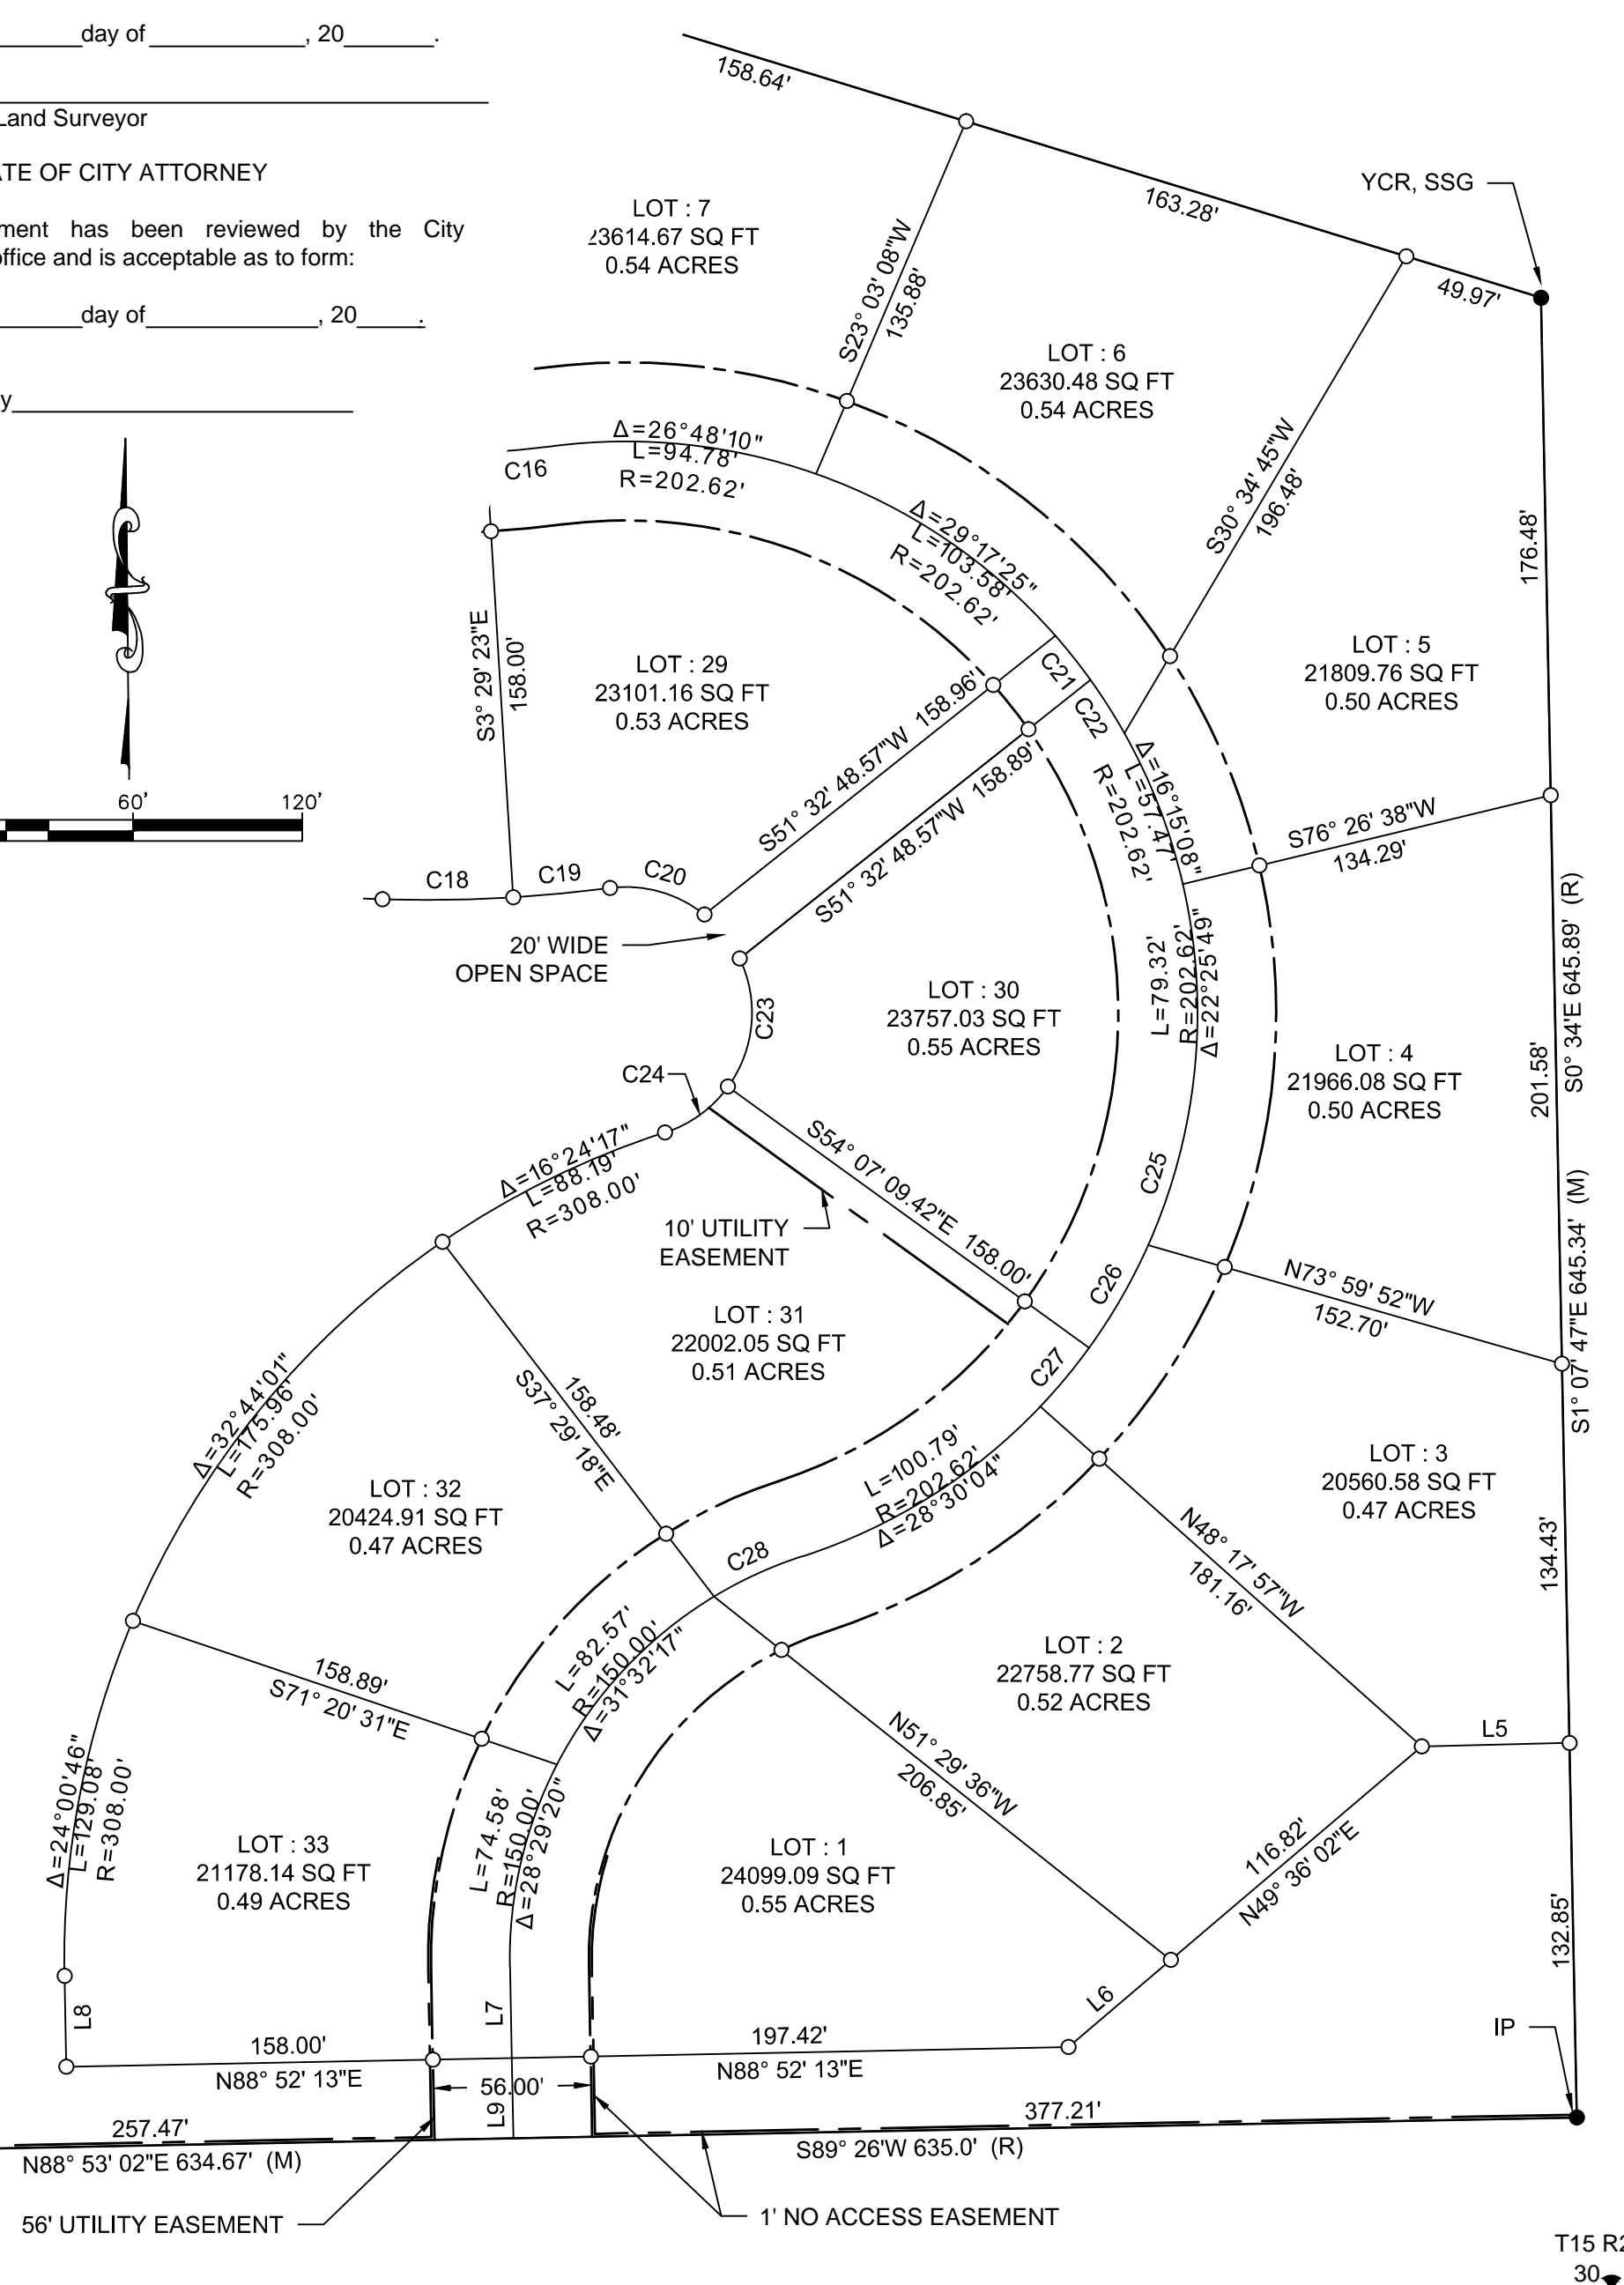 day of , 20 .
Land Surveyor
ATE OF CITY ATTORNEY
ment has been reviewed by the City
office and is acceptable as to form:
day of , 20 .
y
60' 120'
158.64'
163.28'
49.97'
YCR, SSG
LOT : 7
23614.67 SQ FT
0.54 ACRES
S23° 03' 08"W
135.88'
LOT : 6
23630.48 SQ FT
0.54 ACRES
S30° 34' 45"W
196.48'
176.48'
C16
Δ=26°48'10"
L=94.78'
R=202.62'
Δ=29°17'25"
L=103.58'
R=202.62'
S3° 29' 23"E
158.00'
LOT : 29
23101.16 SQ FT
0.53 ACRES
LOT : 5
21809.76 SQ FT
0.50 ACRES
C21
C22
S51° 32' 48.57"W 158.96'
S51° 32' 48.57"W 158.89'
Δ=16°15'08"
L=57.47'
R=202.62'
S76° 26' 38"W
134.29'
C18
C19
C20
20' WIDE
OPEN SPACE
C23
C24
LOT : 30
23757.03 SQ FT
0.55 ACRES
L=79.32'
R=202.62'
Δ=22°25'49"
LOT : 4
21966.08 SQ FT
0.50 ACRES
201.58'
S0° 34'E 645.89' (R)
S1° 07' 47"E 645.34' (M)
Δ=16°24'17"
L=88.19'
R=308.00'
S54° 07' 09.42"E 158.00'
10' UTILITY
EASEMENT
C25
C26
C27
N73° 59' 52"W
152.70'
LOT : 31
22002.05 SQ FT
0.51 ACRES
158.48'
S37° 29' 18"E
Δ=32°44'01"
L=175.96'
R=308.00'
LOT : 32
20424.91 SQ FT
0.47 ACRES
L=100.79'
R=202.62'
Δ=28°30'04"
C28
LOT : 3
20560.58 SQ FT
0.47 ACRES
134.43'
N48° 17' 57"W
181.16'
L=82.57'
R=150.00'
Δ=31°32'17"
158.89'
S71° 20' 31"E
LOT : 2
22758.77 SQ FT
0.52 ACRES
L5
N51° 29' 36"W
206.85'
116.82'
N49° 36' 02"E
Δ=24°00'46"
L=129.08'
R=308.00'
LOT : 33
21178.14 SQ FT
0.49 ACRES
L=74.58'
R=150.00'
Δ=28°29'20"
LOT : 1
24099.09 SQ FT
0.55 ACRES
132.85'
L6
L7
L8
IP
158.00'
N88° 52' 13"E
197.42'
N88° 52' 13"E
56.00'
L9
257.47'
N88° 53' 02"E 634.67' (M)
377.21'
S89° 26'W 635.0' (R)
56' UTILITY EASEMENT
1' NO ACCESS EASEMENT
T15 R2
30